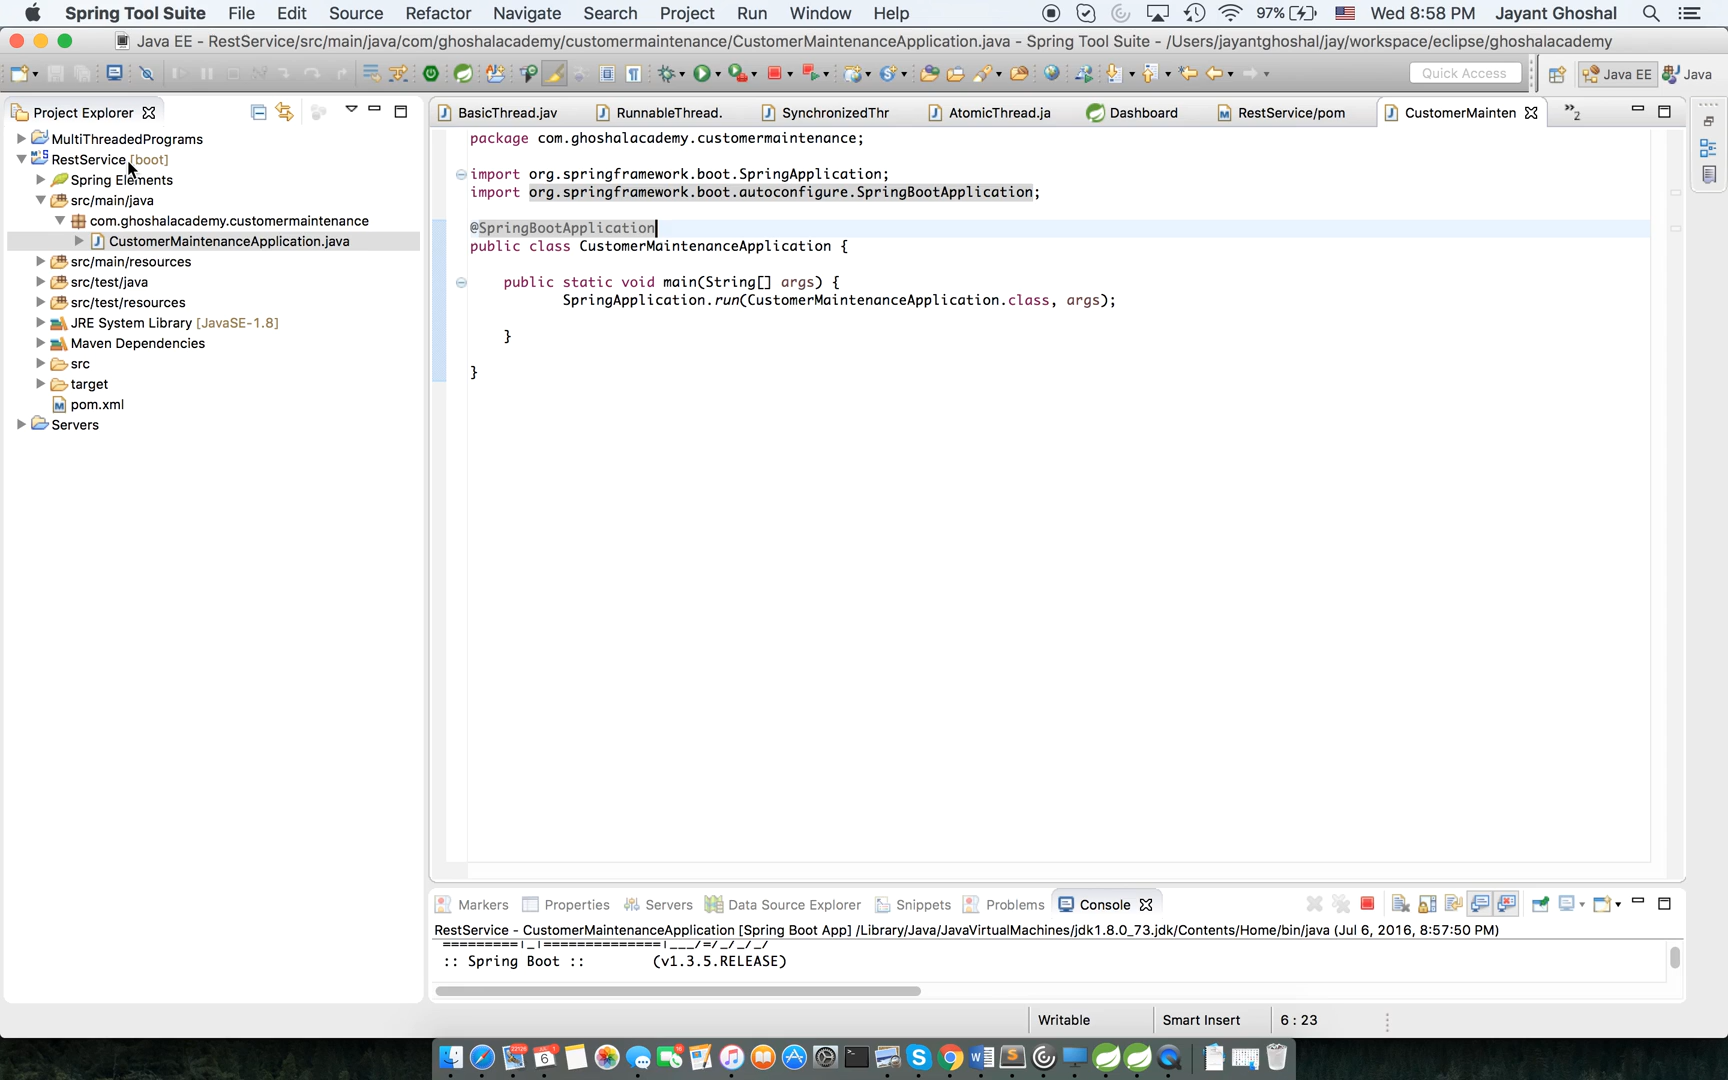 Spring Tool Suite File Edit Source Refactor Navigate Search Project Run Window Help 97% Wed 8:58 PM Jayant Ghoshal
Java EE - RestService/src/main/java/com/ghoshalacademy/customermaintenance/CustomerMaintenanceApplication.java - Spring Tool Suite - /Users/jayantghoshal/jay/workspace/eclipse/ghoshalacademy
Quick Access Java EE Java
Project Explorer
BasicThread.jav RunnableThread. SynchronizedThr AtomicThread.ja Dashboard RestService/pom CustomerMainten 2
MultiThreadedPrograms
RestService [boot]
Spring Elements
src/main/java
com.ghoshalacademy.customermaintenance
CustomerMaintenanceApplication.java
src/main/resources
src/test/java
src/test/resources
JRE System Library [JavaSE-1.8]
Maven Dependencies
src
target
pom.xml
Servers
package com.ghoshalacademy.customermaintenance;
import org.springframework.boot.SpringApplication;
import org.springframework.boot.autoconfigure.SpringBootApplication;
@SpringBootApplication
public class CustomerMaintenanceApplication {
public static void main(String[] args) {
SpringApplication.run(CustomerMaintenanceApplication.class, args);
}
}
Markers Properties Servers Data Source Explorer Snippets Problems Console
RestService - CustomerMaintenanceApplication [Spring Boot App] /Library/Java/JavaVirtualMachines/jdk1.8.0_73.jdk/Contents/Home/bin/java (Jul 6, 2016, 8:57:50 PM)
=========|_|==============|___/=/_/_/_/
:: Spring Boot :: (v1.3.5.RELEASE)
Writable Smart Insert 6 : 23